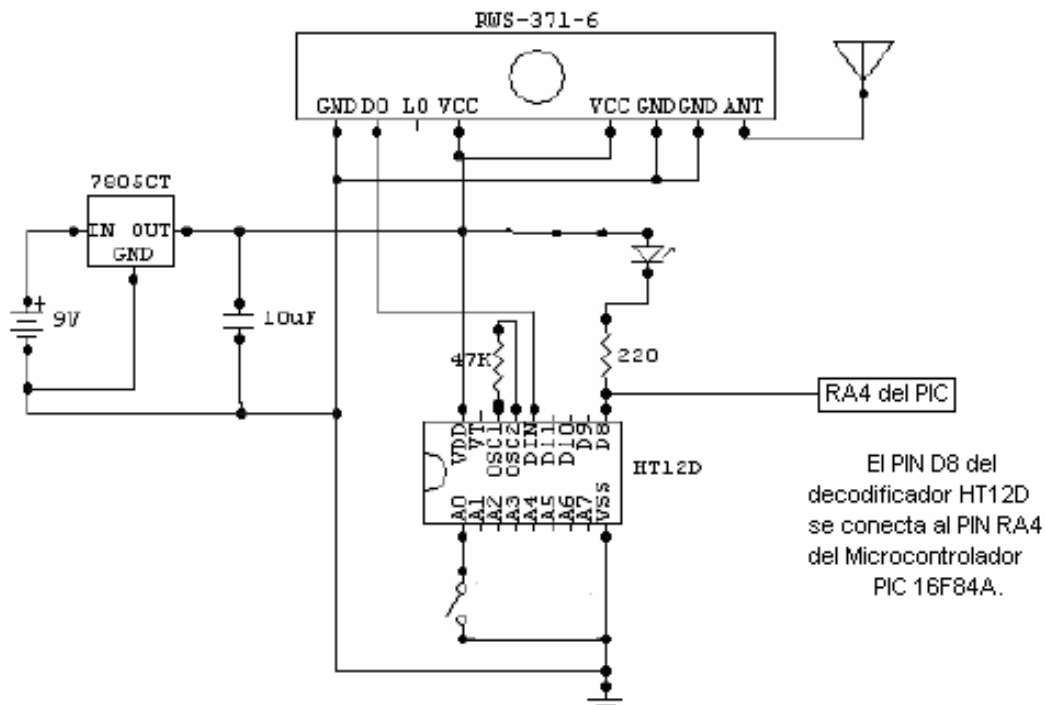 RWS-371-6
GND DO LO VCC VCC GND GND ANT
7805CT
IN OUT
GND
9V
+
10uF
47K
220
RA4 del PIC
VDD VT OSC1 OSC2 DIN D11 D10 D9 D8
HT12D
A0 A1 A2 A3 A4 A5 A6 A7 VSS
El PIN D8 del
decodificador HT12D
se conecta al PIN RA4
del Microcontrolador
PIC 16F84A.